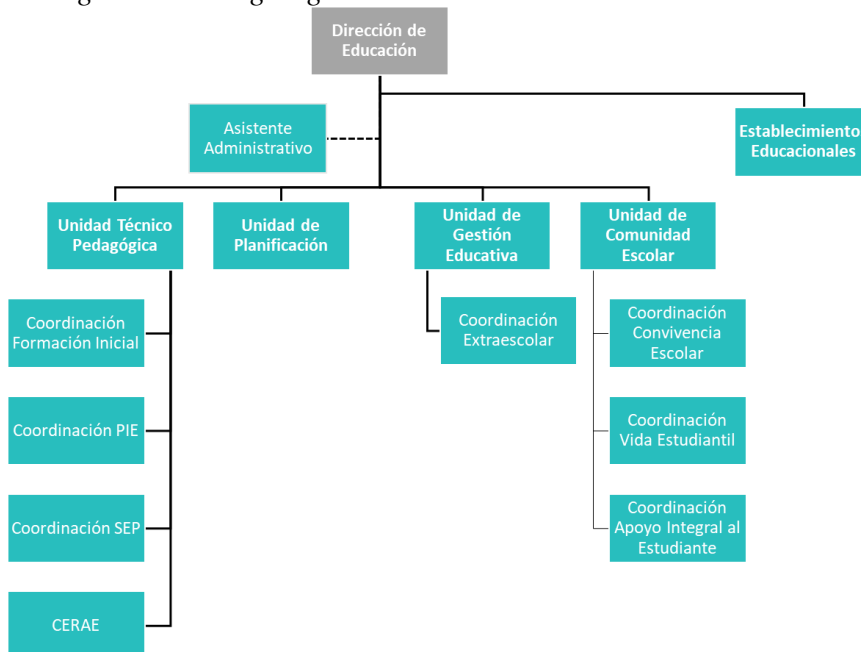 Dirección de
Educación
Asistente
Administrativo
Establecimiento
Educacionales
Unidad Técnico
Pedagógica
Unidad de
Planificación
Unidad de
Gestión
Educativa
Unidad de
Comunidad
Escolar
Coordinación
Formación Inicial
Coordinación
Extraescolar
Coordinación
Convivencia
Escolar
Coordinación PIE
Coordinación
Vida Estudiantil
Coordinación SEP
Coordinación
Apoyo Integral al
Estudiante
CERAE